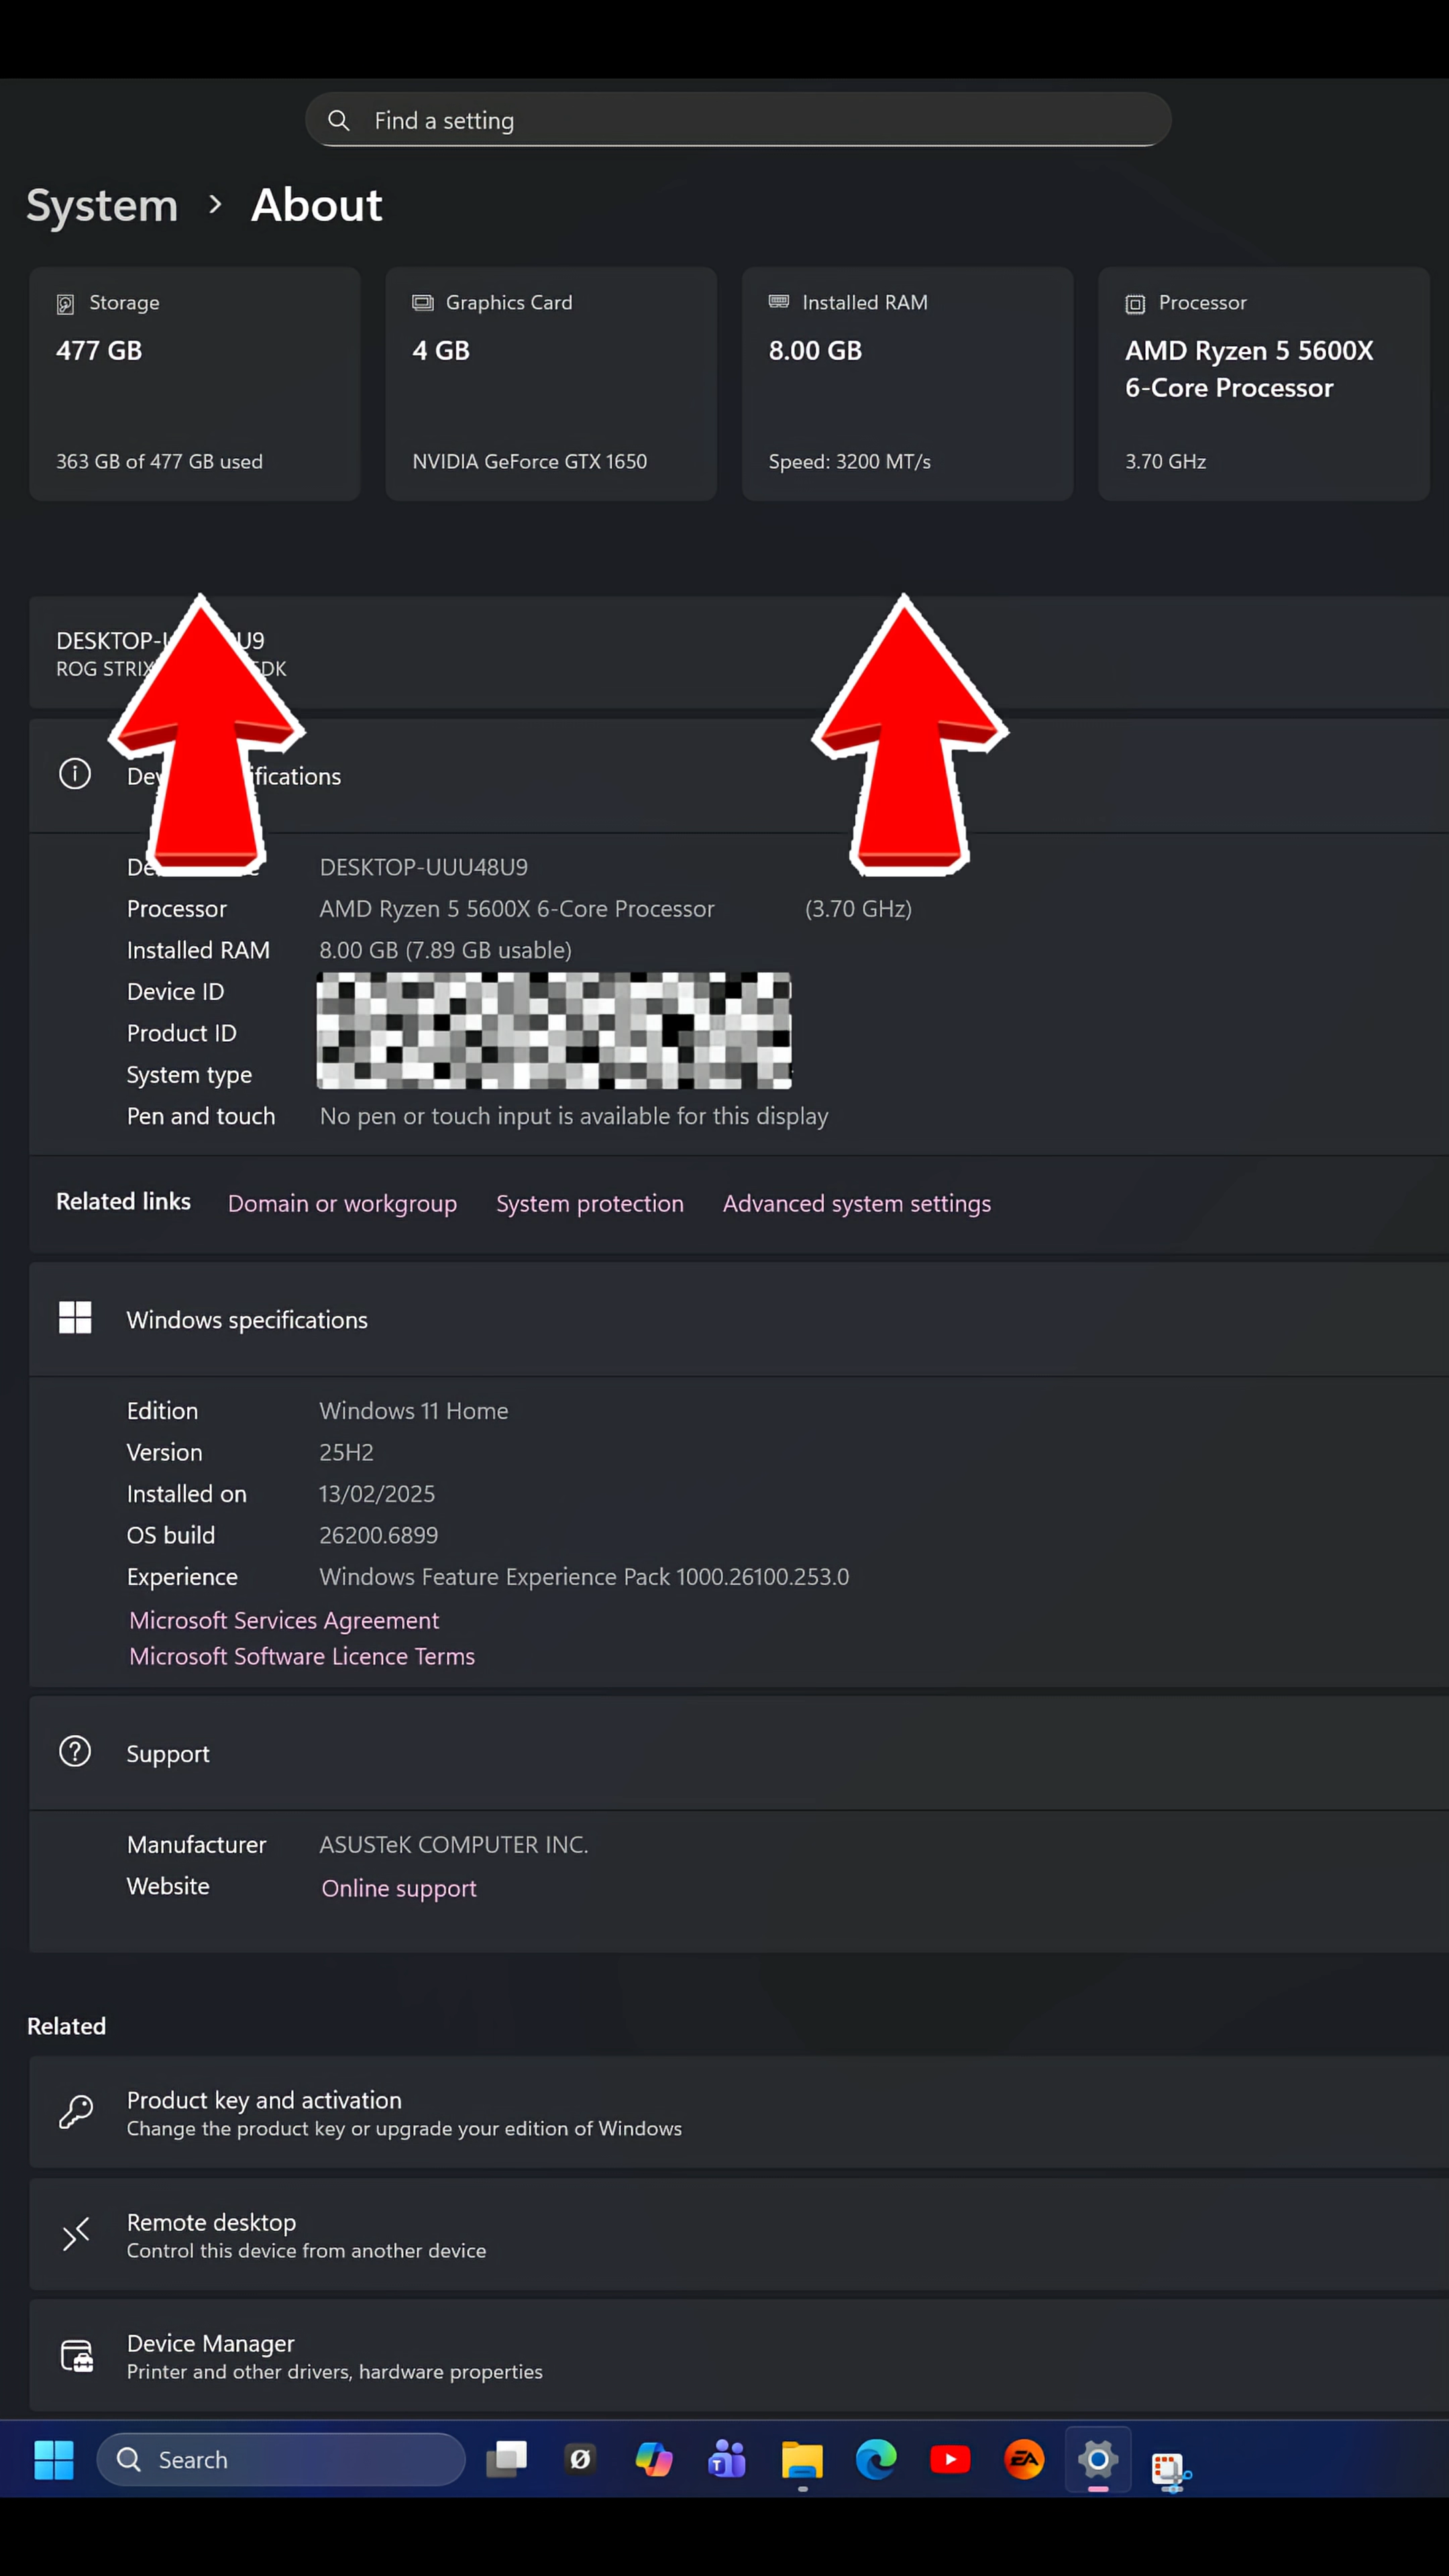 Find a setting
System > About
Storage
477 GB
363 GB of 477 GB used
Graphics Card
4 GB
NVIDIA GeForce GTX 1650
Installed RAM
8.00 GB
Speed: 3200 MT/s
Processor
AMD Ryzen 5 5600X
6-Core Processor
3.70 GHz
DESKTOP- U9
ROG STRIX
Device ID
DESKTOP-UUU48U9
Processor AMD Ryzen 5 5600X 6-Core Processor (3.70 GHz)
Installed RAM 8.00 GB (7.89 GB usable)
Product ID
System type
Pen and touch No pen or touch input is available for this display
Related links Domain or workgroup System protection Advanced system settings
Windows specifications
Edition Windows 11 Home
Version 25H2
Installed on 13/02/2025
OS build 26200.6899
Experience Windows Feature Experience Pack 1000.26100.253.0
Microsoft Services Agreement
Microsoft Software Licence Terms
Support
Manufacturer ASUSTeK COMPUTER INC.
Website Online support
Related
Product key and activation
Change the product key or upgrade your edition of Windows
Remote desktop
Control this device from another device
Device Manager
Printer and other drivers, hardware properties
Search